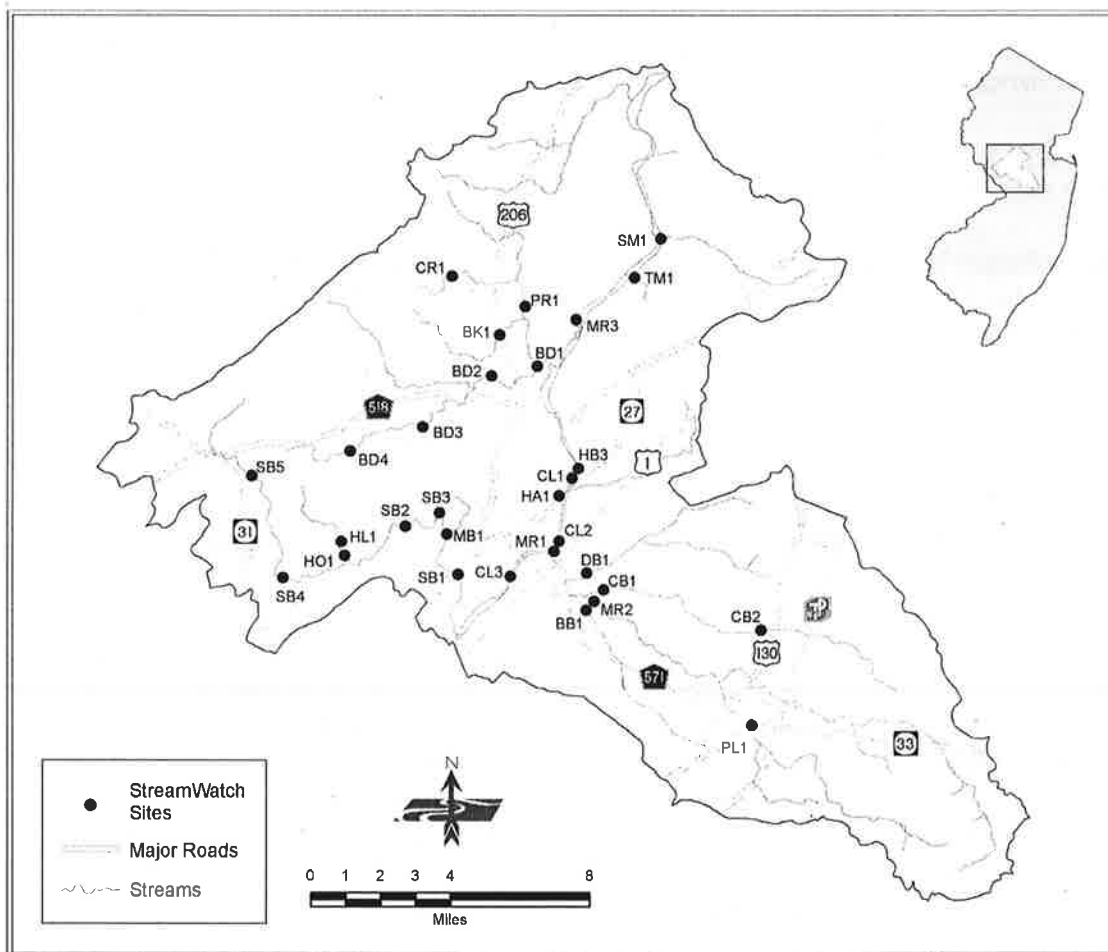 206
SM1
CR1
TM1
PR1
MR3
BK1
BD1
BD2
27
518
BD3
1
BD4
HB3
SB5
CL1
HA1
SB3
SB2
31
MB1
CL2
HL1
MR1
HO1
DB1
SB1
CL3
CB1
SB4
MR2
CB2
BB1
130
571
PL1
33
StreamWatch
Sites
Major Roads
Streams
N
0 1 2 3 4 8
Miles